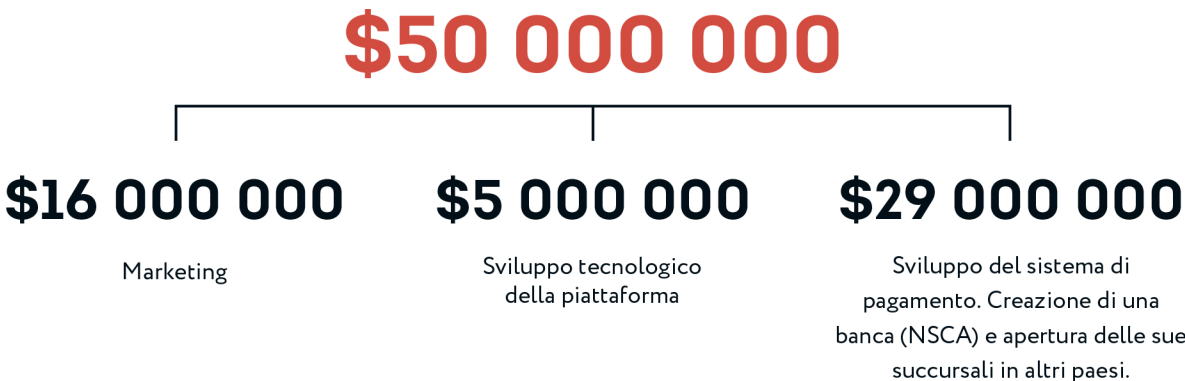 $50 000 000
$16 000 000
$5 000 000
$29 000 000
Marketing
Sviluppo tecnologico
della piattaforma
Sviluppo del sistema di
pagamento. Creazione di una
banca (NSCA) e apertura delle sue
succursali in altri paesi.